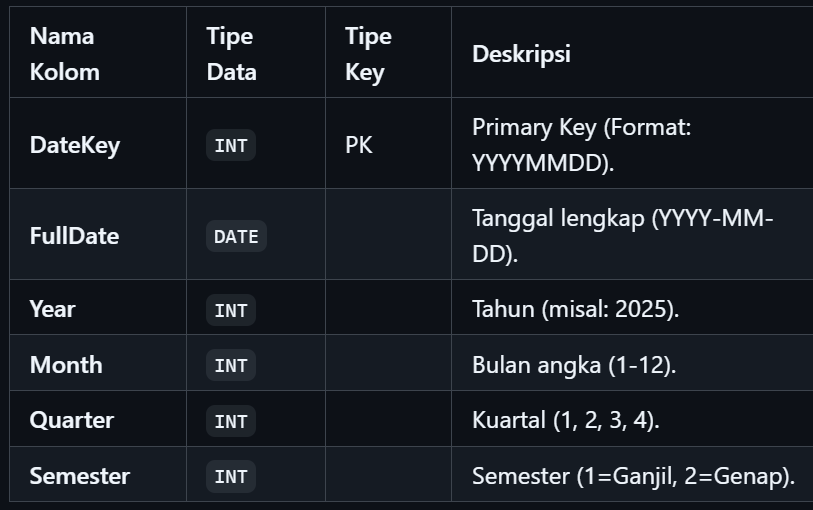 Nama Kolom Tipe Data Tipe Key Deskripsi
DateKey INT PK Primary Key (Format: YYYYMMDD).
FullDate DATE Tanggal lengkap (YYYY-MM-DD).
Year INT Tahun (misal: 2025).
Month INT Bulan angka (1-12).
Quarter INT Kuartal (1, 2, 3, 4).
Semester INT Semester (1=Ganjil, 2=Genap).